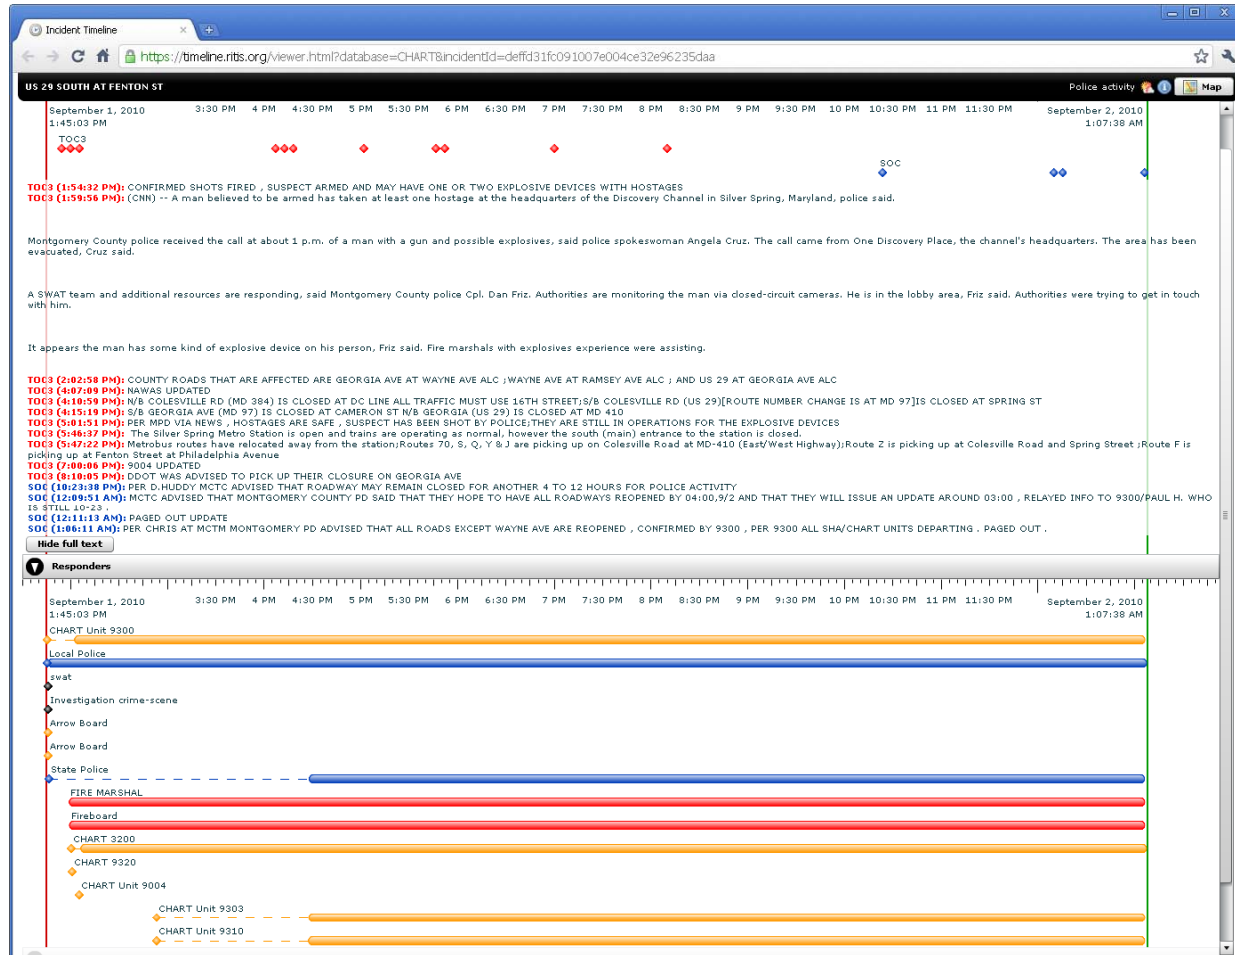 Incident Timeline
https://timeline.ritis.org/viewer.html?database=CHART&incidentId=deffd31fc091007e004ce32e96235daa
US 29 SOUTH AT FENTON ST
Police activity
Map
September 1, 2010 3:30 PM 4 PM 4:30 PM 5 PM 5:30 PM 6 PM 6:30 PM 7 PM 7:30 PM 8 PM 8:30 PM 9 PM 9:30 PM 10 PM 10:30 PM 11 PM 11:30 PM September 2, 2010
1:45:03 PM 1:07:38 AM
TOC3
SOC
TOC3 (1:54:32 PM): CONFIRMED SHOTS FIRED , SUSPECT ARMED AND MAY HAVE ONE OR TWO EXPLOSIVE DEVICES WITH HOSTAGES
TOC3 (1:59:56 PM): (CNN) -- A man believed to be armed has taken at least one hostage at the headquarters of the Discovery Channel in Silver Spring, Maryland, police said.
Montgomery County police received the call at about 1 p.m. of a man with a gun and possible explosives, said police spokeswoman Angela Cruz. The call came from One Discovery Place, the channel's headquarters. The area has been
evacuated, Cruz said.
A SWAT team and additional resources are responding, said Montgomery County police Cpl. Dan Friz. Authorities are monitoring the man via closed-circuit cameras. He is in the lobby area, Friz said. Authorities were trying to get in touch
with him.
It appears the man has some kind of explosive device on his person, Friz said. Fire marshals with explosives experience were assisting.
TOC3 (2:02:58 PM): COUNTY ROADS THAT ARE AFFECTED ARE GEORGIA AVE AT WAYNE AVE ALC ;WAYNE AVE AT RAMSEY AVE ALC ; AND US 29 AT GEORGIA AVE ALC
TOC3 (4:07:09 PM): NAWAS UPDATED
TOC3 (4:10:59 PM): N/B COLESVILLE RD (MD 384) IS CLOSED AT DC LINE ALL TRAFFIC MUST USE 16TH STREET;S/B COLESVILLE RD (US 29)[ROUTE NUMBER CHANGE IS AT MD 97]IS CLOSED AT SPRING ST
TOC3 (4:15:19 PM): S/B GEORGIA AVE (MD 97) IS CLOSED AT CAMERON ST N/B GEORGIA (US 29) IS CLOSED AT MD 410
TOC3 (5:01:51 PM): PER MPD VIA NEWS , HOSTAGES ARE SAFE , SUSPECT HAS BEEN SHOT BY POLICE;THEY ARE STILL IN OPERATIONS FOR THE EXPLOSIVE DEVICES
TOC3 (5:46:37 PM): The Silver Spring Metro Station is open and trains are operating as normal, however the south (main) entrance to the station is closed.
TOC3 (5:47:22 PM): Metrobus routes have relocated away from the station;Routes 70, S, Q, Y & J are picking up on Colesville Road at MD-410 (East/West Highway);Route Z is picking up at Colesville Road and Spring Street ;Route F is
picking up at Fenton Street at Philadelphia Avenue
TOC3 (7:00:06 PM): 9004 UPDATED
TOC3 (8:10:05 PM): DDOT WAS ADVISED TO PICK UP THEIR CLOSURE ON GEORGIA AVE
SOC (10:23:38 PM): PER D.HUDDY MCTC ADVISED THAT ROADWAY MAY REMAIN CLOSED FOR ANOTHER 4 TO 12 HOURS FOR POLICE ACTIVITY
SOC (12:09:51 AM): MCTC ADVISED THAT MONTGOMERY COUNTY PD SAID THAT THEY HOPE TO HAVE ALL ROADWAYS REOPENED BY 04:00,9/2 AND THAT THEY WILL ISSUE AN UPDATE AROUND 03:00 , RELAYED INFO TO 9300/PAUL H. WHO
IS STILL 10-23 .
SOC (12:11:13 AM): PAGED OUT UPDATE
SOC (1:06:11 AM): PER CHRIS AT MCTM MONTGOMERY PD ADVISED THAT ALL ROADS EXCEPT WAYNE AVE ARE REOPENED , CONFIRMED BY 9300 , PER 9300 ALL SHA/CHART UNITS DEPARTING . PAGED OUT .
Hide full text
Responders
September 1, 2010 3:30 PM 4 PM 4:30 PM 5 PM 5:30 PM 6 PM 6:30 PM 7 PM 7:30 PM 8 PM 8:30 PM 9 PM 9:30 PM 10 PM 10:30 PM 11 PM 11:30 PM September 2, 2010
1:45:03 PM 1:07:38 AM
CHART Unit 9300
Local Police
swat
Investigation crime-scene
Arrow Board
Arrow Board
State Police
FIRE MARSHAL
Fireboard
CHART 3200
CHART 9320
CHART Unit 9004
CHART Unit 9303
CHART Unit 9310